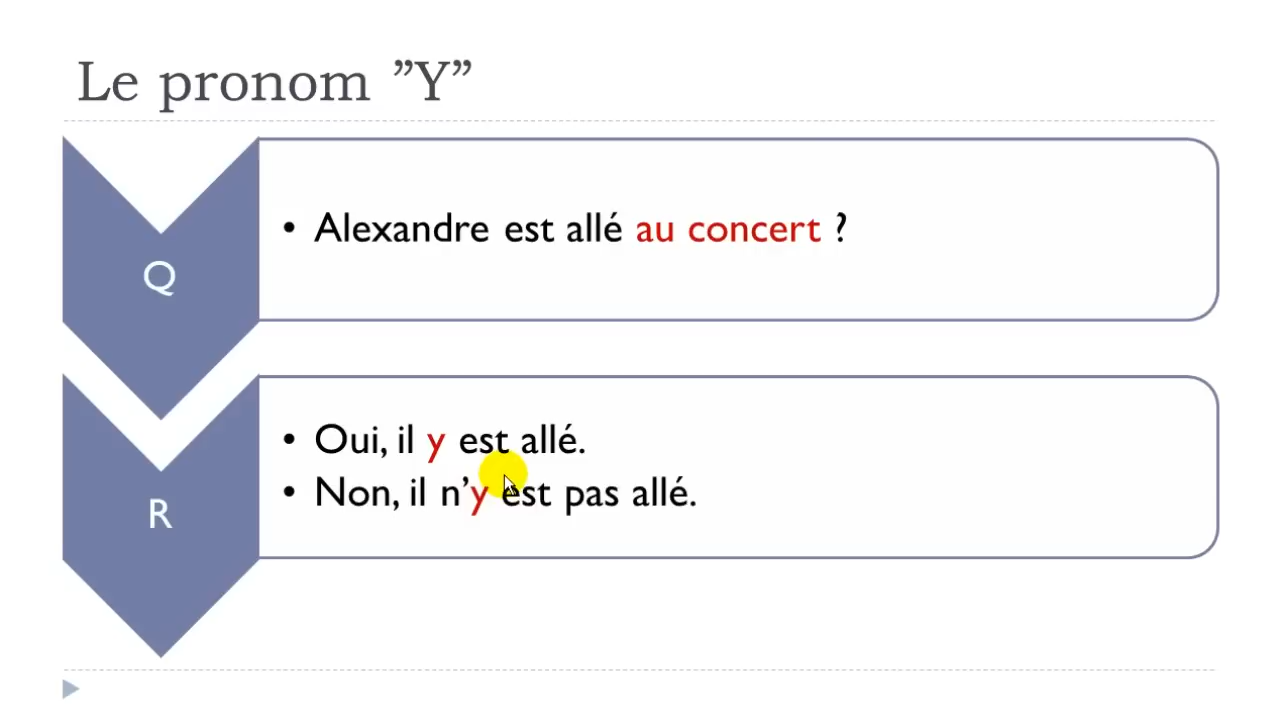 Le pronom ”Y”
Q
• Alexandre est allé au concert ?
R
• Oui, il y est allé.
• Non, il n’y est pas allé.